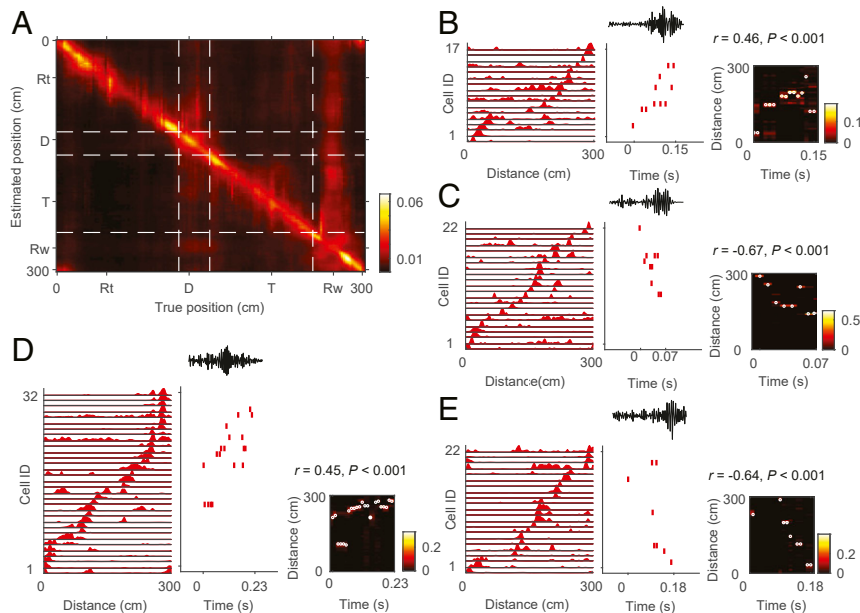 A
Estimated position (cm)
0
Rt
D
T
Rw
300
0
Rt
D
T
Rw
300
True position (cm)
0.06
0.01
B
Cell ID
17
1
0
300
Distance (cm)
0
0.15
Time (s)
r = 0.46, P < 0.001
Distance (cm)
300
0
0
0.15
Time (s)
0.1
0
C
Cell ID
22
1
0
300
Distance(cm)
0
0.07
Time (s)
r = -0.67, P < 0.001
Distance (cm)
300
0
0
0.07
Time (s)
0.5
0
D
Cell ID
32
1
0
300
Distance (cm)
0
0.23
Time (s)
r = 0.45, P < 0.001
Distance (cm)
300
0
0
0.23
Time (s)
0.2
0
E
Cell ID
22
1
0
300
Distance (cm)
0
0.18
Time (s)
r = -0.64, P < 0.001
Distance (cm)
300
0
0
0.18
Time (s)
0.2
0